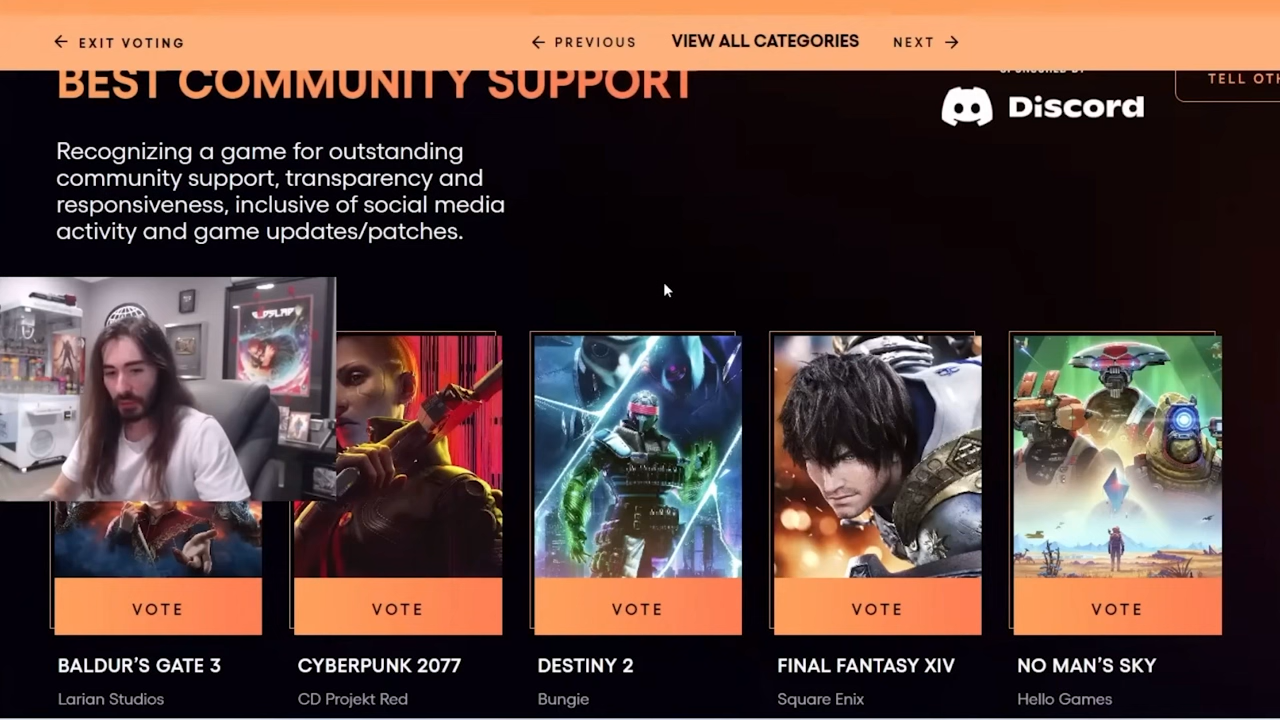 ← EXIT VOTING
← PREVIOUS
VIEW ALL CATEGORIES
NEXT →
BEST COMMUNITY SUPPORT
SPONSORED BY
Discord
TELL OTH
Recognizing a game for outstanding
community support, transparency and
responsiveness, inclusive of social media
activity and game updates/patches.
VOTE
VOTE
VOTE
VOTE
VOTE
BALDUR'S GATE 3
CYBERPUNK 2077
DESTINY 2
FINAL FANTASY XIV
NO MAN'S SKY
Larian Studios
CD Projekt Red
Bungie
Square Enix
Hello Games